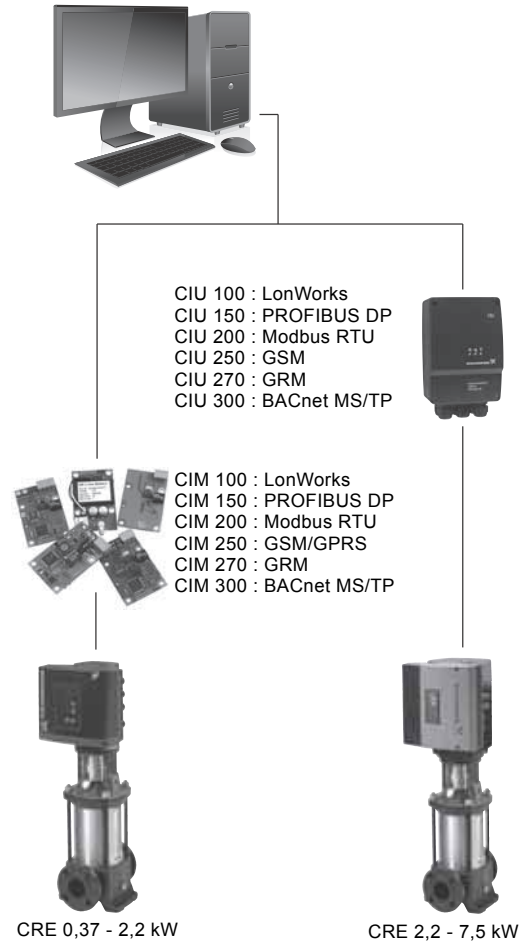 CIU 100 : LonWorks
CIU 150 : PROFIBUS DP
CIU 200 : Modbus RTU
CIU 250 : GSM
CIU 270 : GRM
CIU 300 : BACnet MS/TP
CIM 100 : LonWorks
CIM 150 : PROFIBUS DP
CIM 200 : Modbus RTU
CIM 250 : GSM/GPRS
CIM 270 : GRM
CIM 300 : BACnet MS/TP
CRE 0,37 - 2,2 kW
CRE 2,2 - 7,5 kW